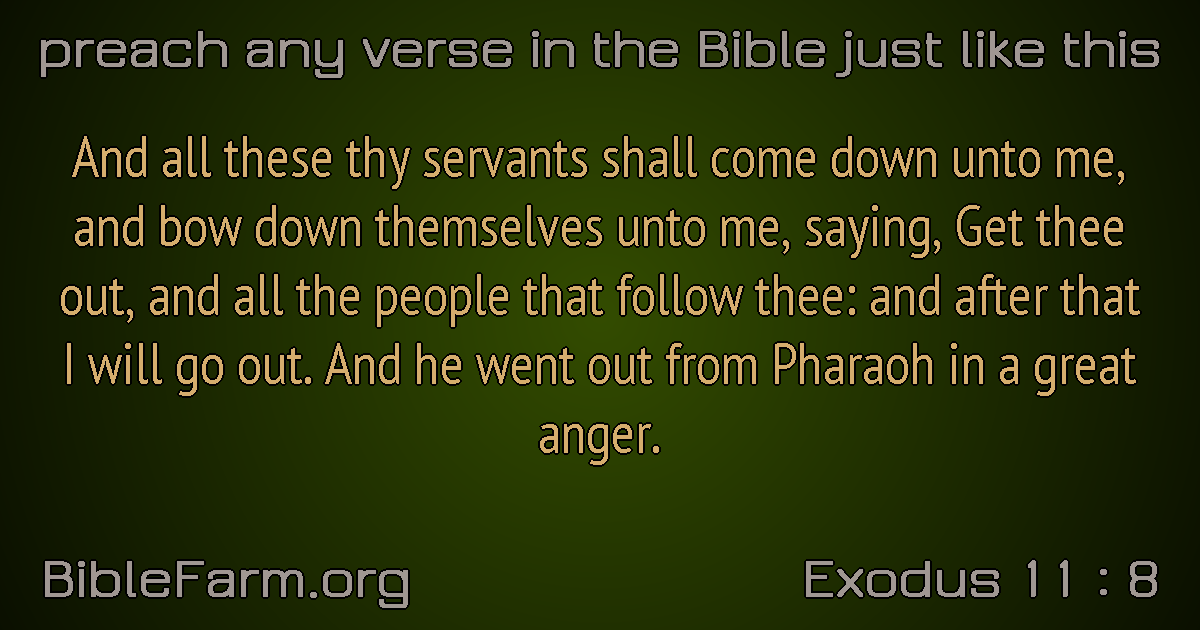 preach any verse in the Bible just like this
And all these thy servants shall come down unto me,
and bow down themselves unto me, saying, Get thee
out, and all the people that follow thee: and after that
I will go out. And he went out from Pharaoh in a great
anger.
BibleFarm.org
Exodus 11 : 8